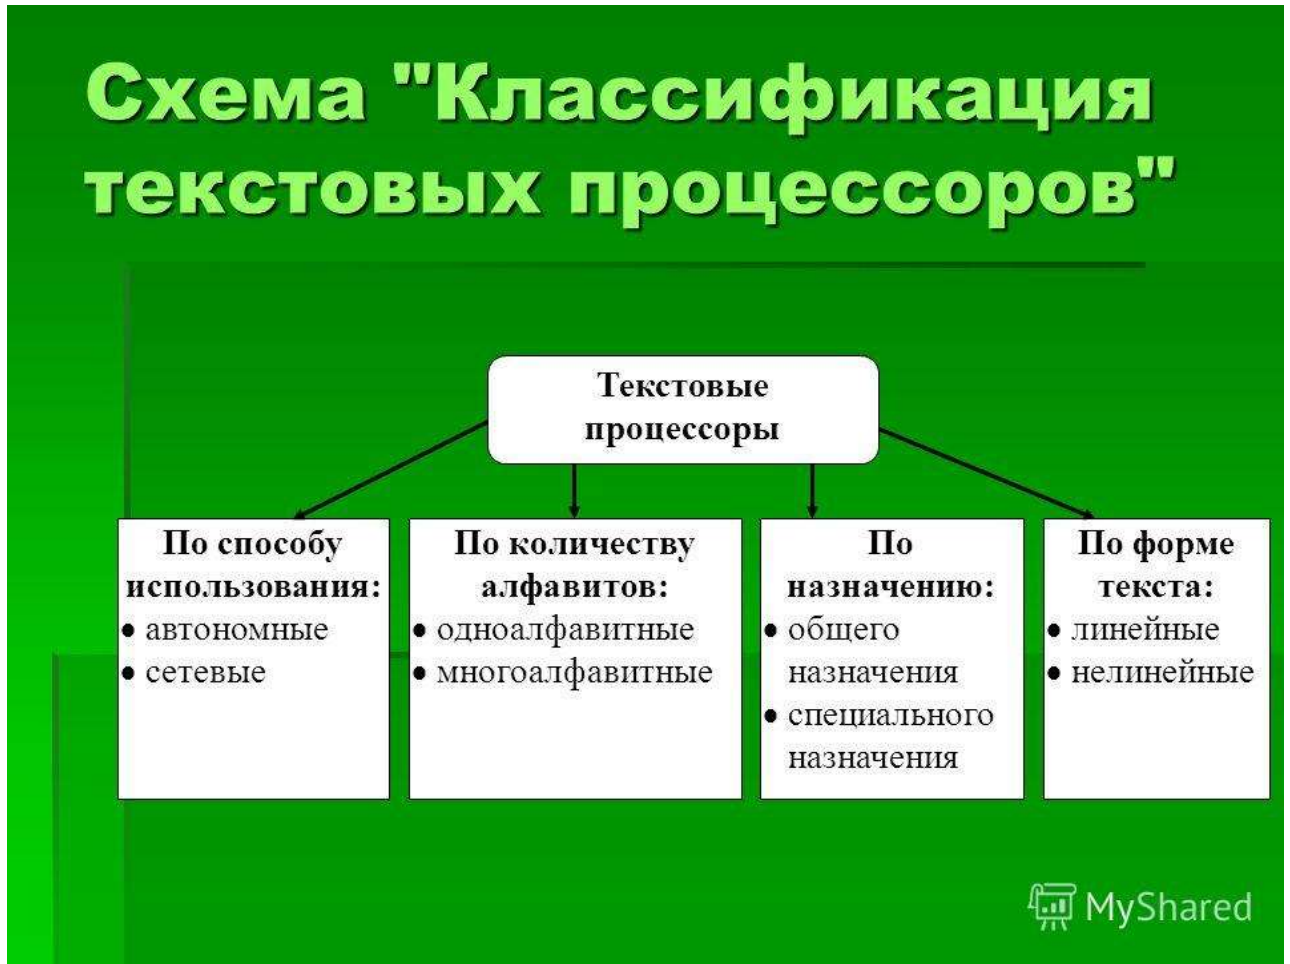 Схема "Классификация
текстовых процессоров"
Текстовые
процессоры
По способу
использования:
• автономные
• сетевые
По количеству
алфавитов:
• одноалфавитные
• многоалфавитные
По
назначению:
• общего
назначения
• специального
назначения
По форме
текста:
• линейные
• нелинейные
MyShared